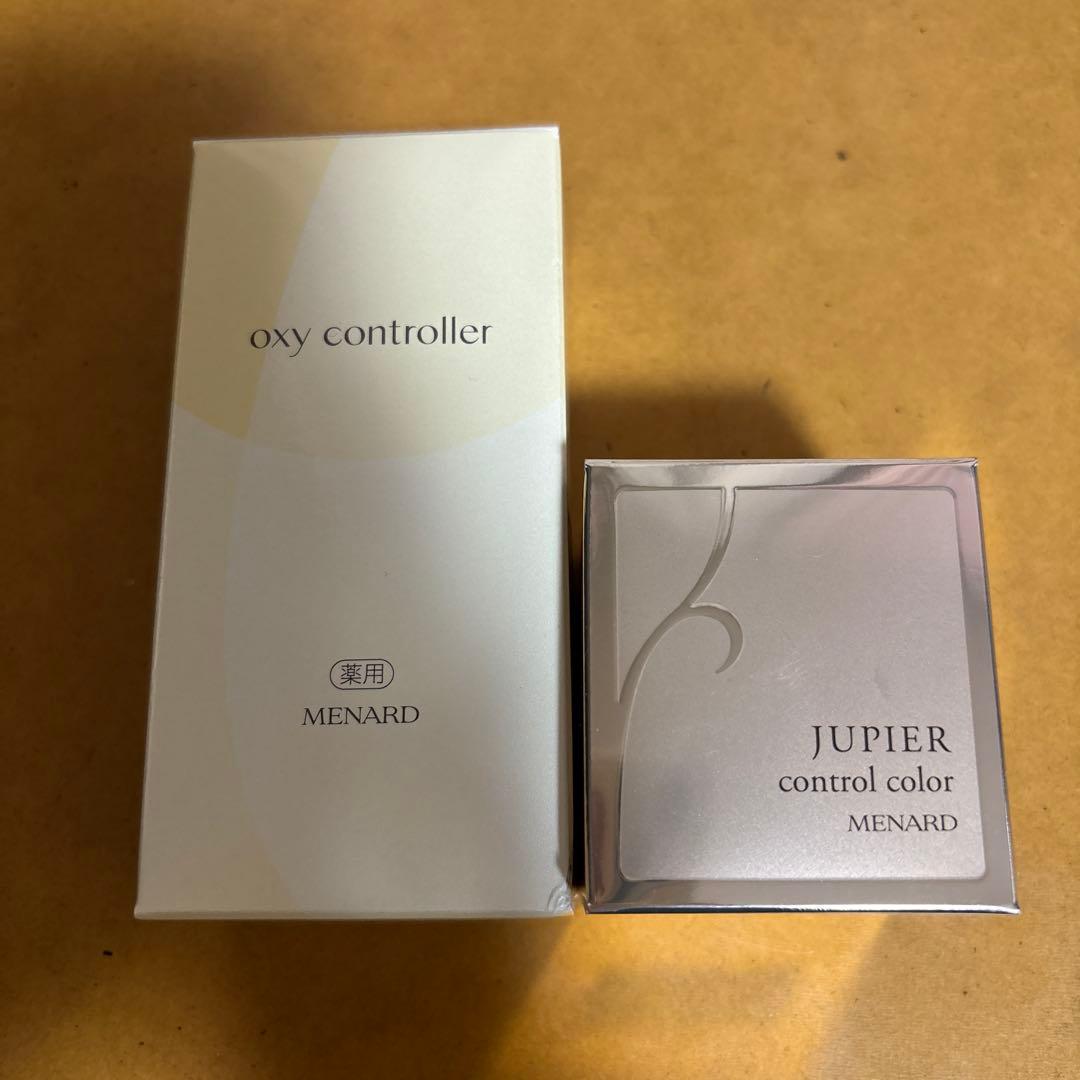 oxy controller
薬用
MENARD
JUPIER
control color
MENARD